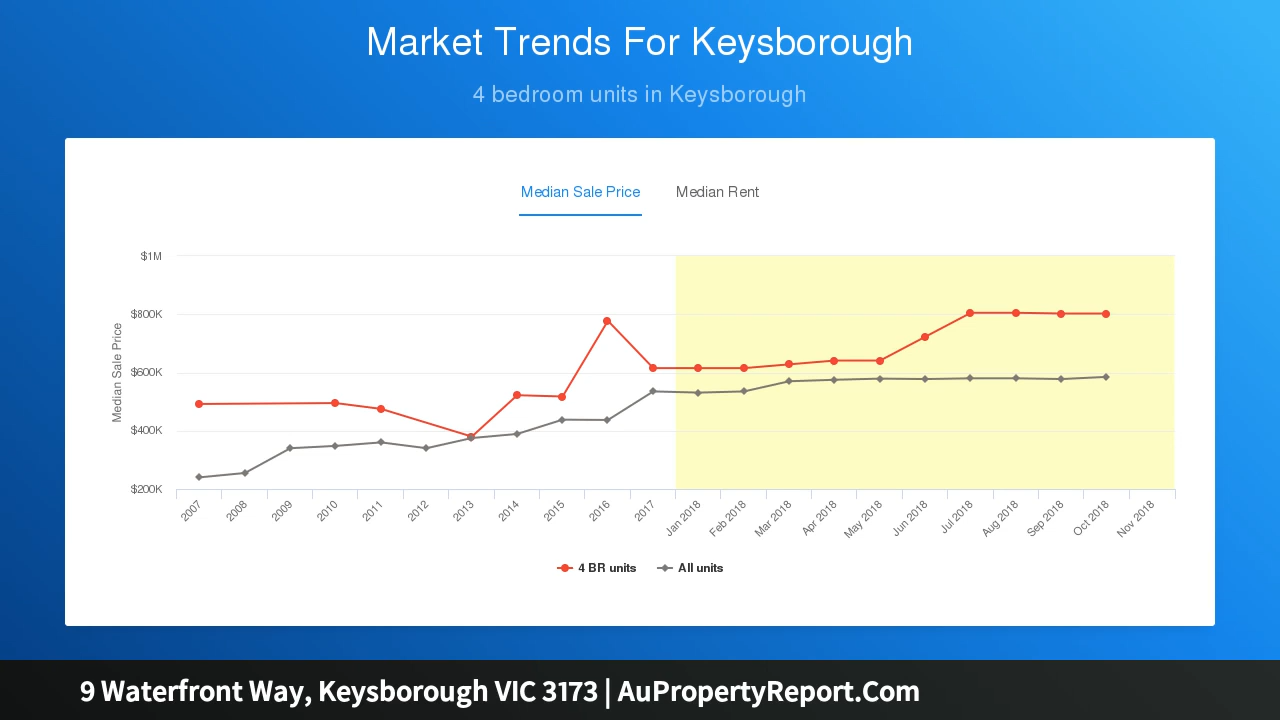 Market Trends For Keysborough
4 bedroom units in Keysborough
Median Sale Price
Median Rent
$1M
$800K
$600K
$400K
$200K
Median Sale Price
2007
2008
2009
2010
2011
2012
2013
2014
2015
2016
2017
Jan 2018
Feb 2018
Mar 2018
Apr 2018
May 2018
Jun 2018
Jul 2018
Aug 2018
Sep 2018
Oct 2018
Nov 2018
4 BR units
All units
9 Waterfront Way, Keysborough VIC 3173 | AuPropertyReport.Com